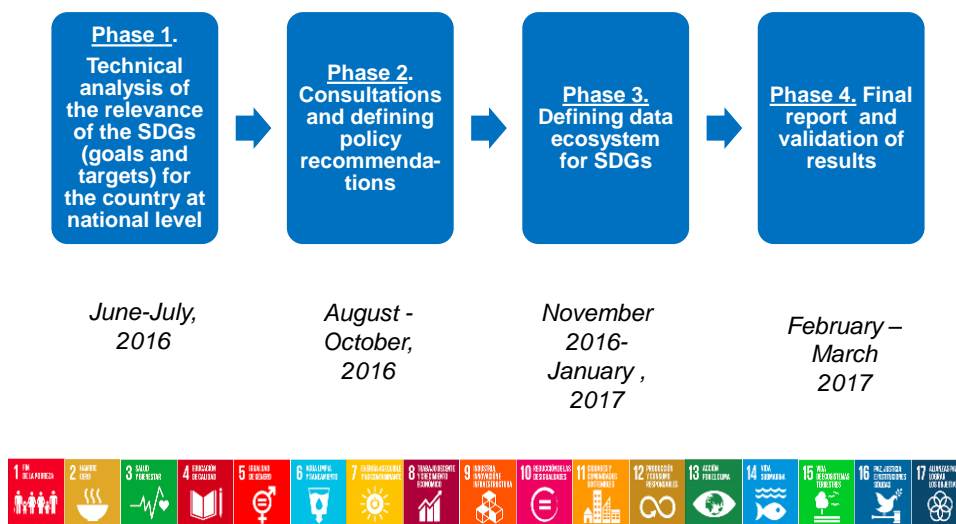 Phase 1.
Technical
analysis of
the relevance
of the SDGs
(goals and
targets) for
the country at
national level
Phase 2.
Consultations
and defining
policy
recommenda-
tions
Phase 3.
Defining data
ecosystem
for SDGs
Phase 4. Final
report and
validation of
results
June-July,
2016
August -
October,
2016
November
2016-
January ,
2017
February –
March
2017
1 FIN
DE LA POBREZA
2 HAMBRE
CERO
3 SALUD
Y BIENESTAR
4 EDUCACIÓN
DE CALIDAD
5 IGUALDAD
DE GÉNERO
6 AGUA LIMPIA
Y SANEAMIENTO
7 ENERGÍA ASEQUIBLE
Y NO CONTAMINANTE
8 TRABAJO DECENTE
Y CRECIMIENTO
ECONÓMICO
9 INDUSTRIA,
INNOVACIÓN E
INFRAESTRUCTURA
10 REDUCCIÓN DE LAS
DESIGUALDADES
11 CIUDADES Y
COMUNIDADES
SOSTENIBLES
12 PRODUCCIÓN
Y CONSUMO
RESPONSABLES
13 ACCIÓN
POR EL CLIMA
14 VIDA
SUBMARINA
15 VIDA
DE ECOSISTEMAS
TERRESTRES
16 PAZ, JUSTICIA
E INSTITUCIONES
SÓLIDAS
17 ALIANZAS PA
LOGRAR
LOS OBJETIV